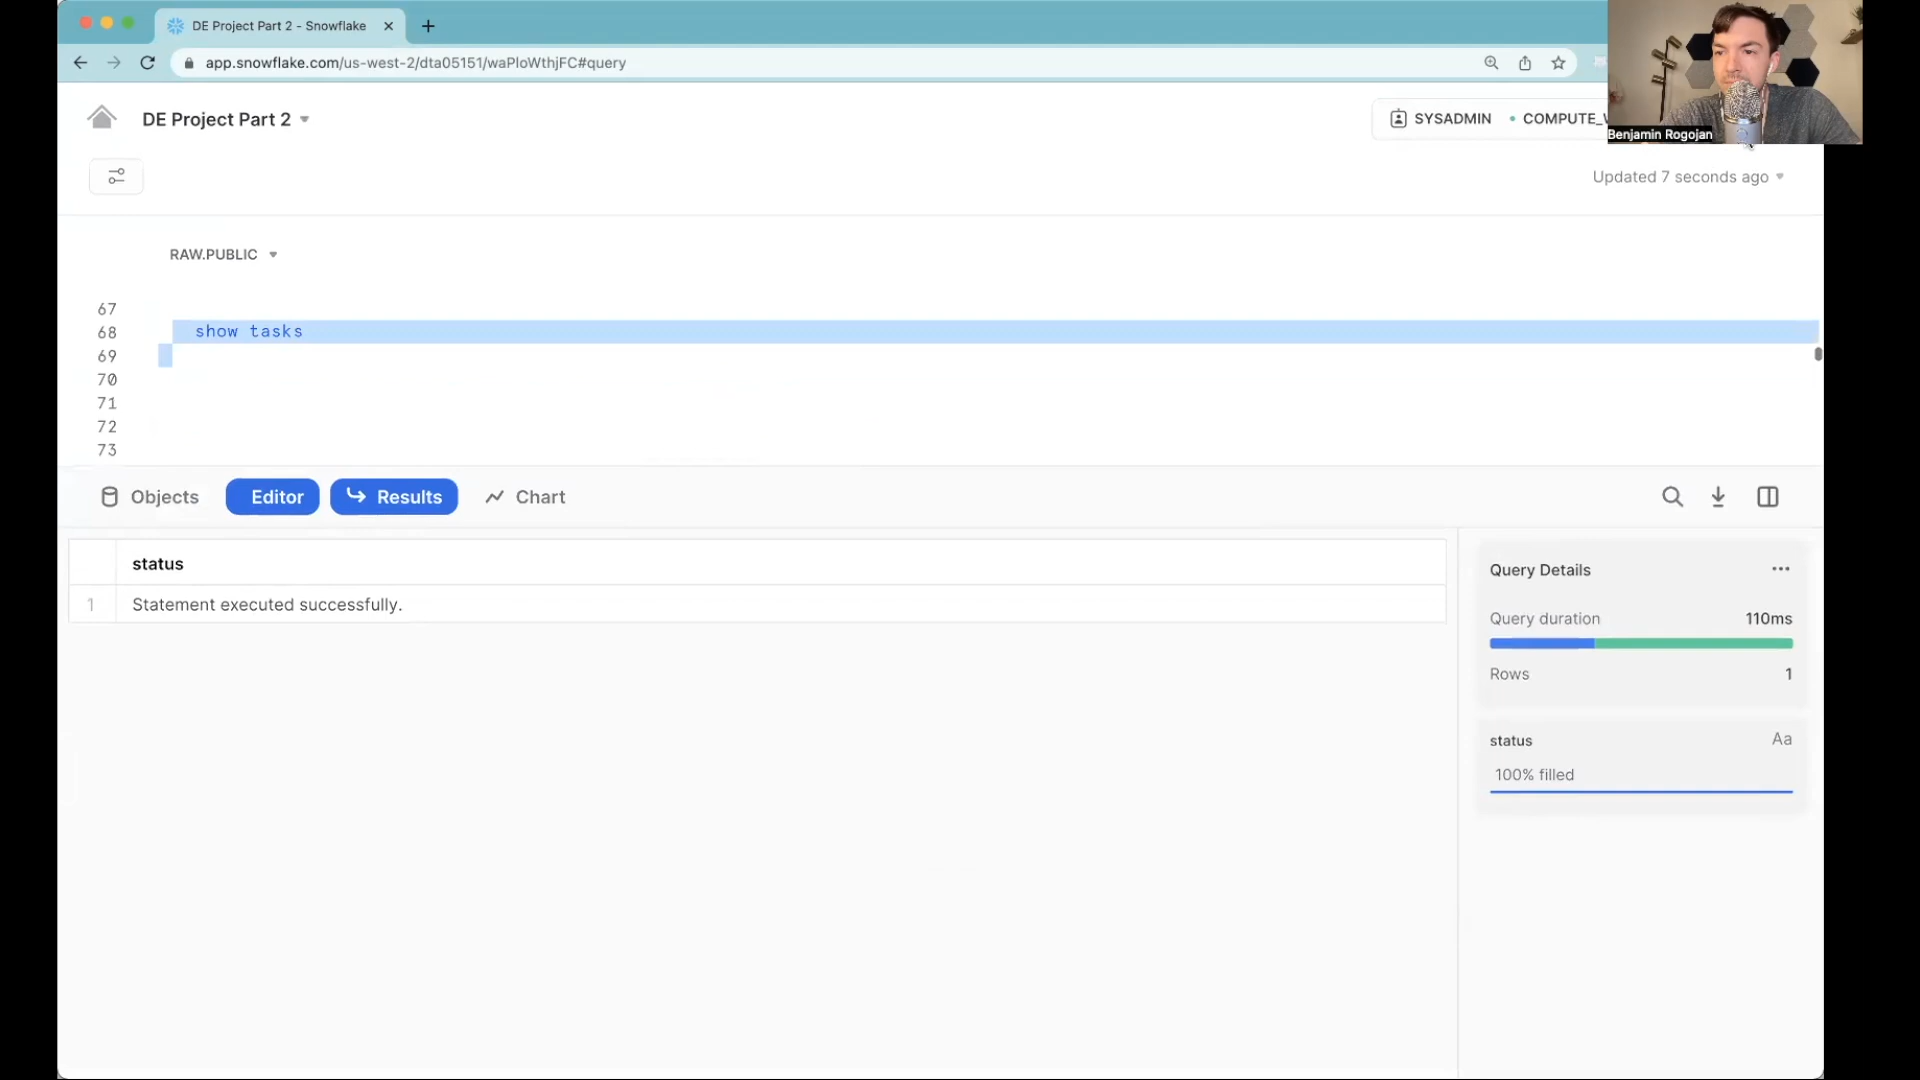 DE Project Part 2 - Snowflake
app.snowflake.com/us-west-2/dta05151/waPloWthjFC#query
DE Project Part 2
SYSADMIN
COMPUTE_
Benjamin Rogojan
Updated 7 seconds ago
RAW.PUBLIC
67
68 show tasks
69
70
71
72
73
Objects Editor Results Chart
status
1 Statement executed successfully.
Query Details
Query duration 110ms
Rows 1
status Aa
100% filled